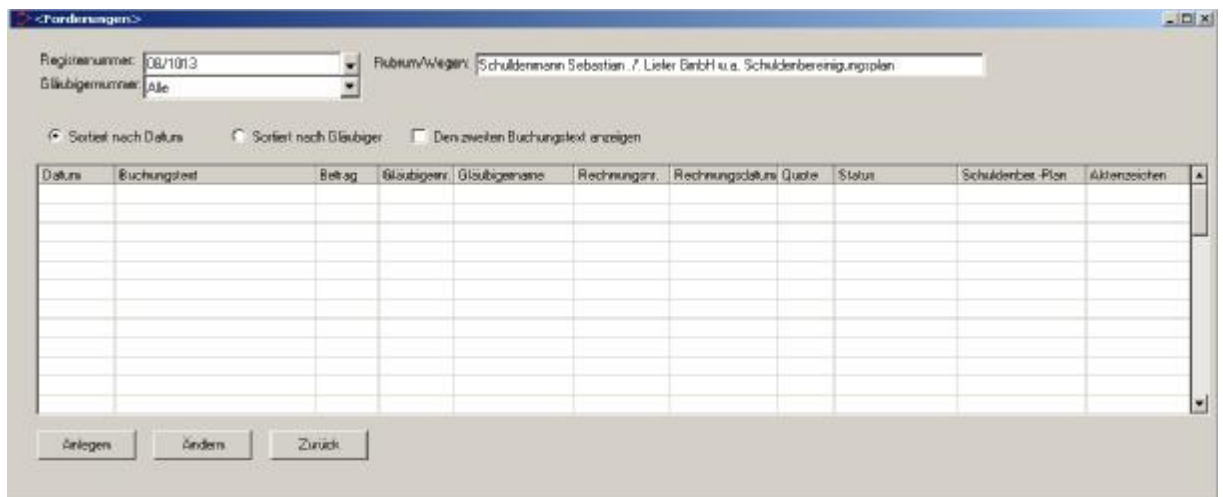 <Forderungen>
Registernummer: 08/1013 Rubrum/Wegen: Schuldenmann Sebastian ./. Liefer GmbH u.a. Schuldenbereinigungsplan
Gläubigernummer: Alle
Sortiert nach Datum Sortiert nach Gläubiger Den zweiten Buchungstext anzeigen
Datum Buchungstext Betrag Gläubigernr. Gläubigername Rechnungsnr. Rechnungsdatum Quote Status Schuldenber.-Plan Aktenzeichen
Anlegen Ändern Zurück